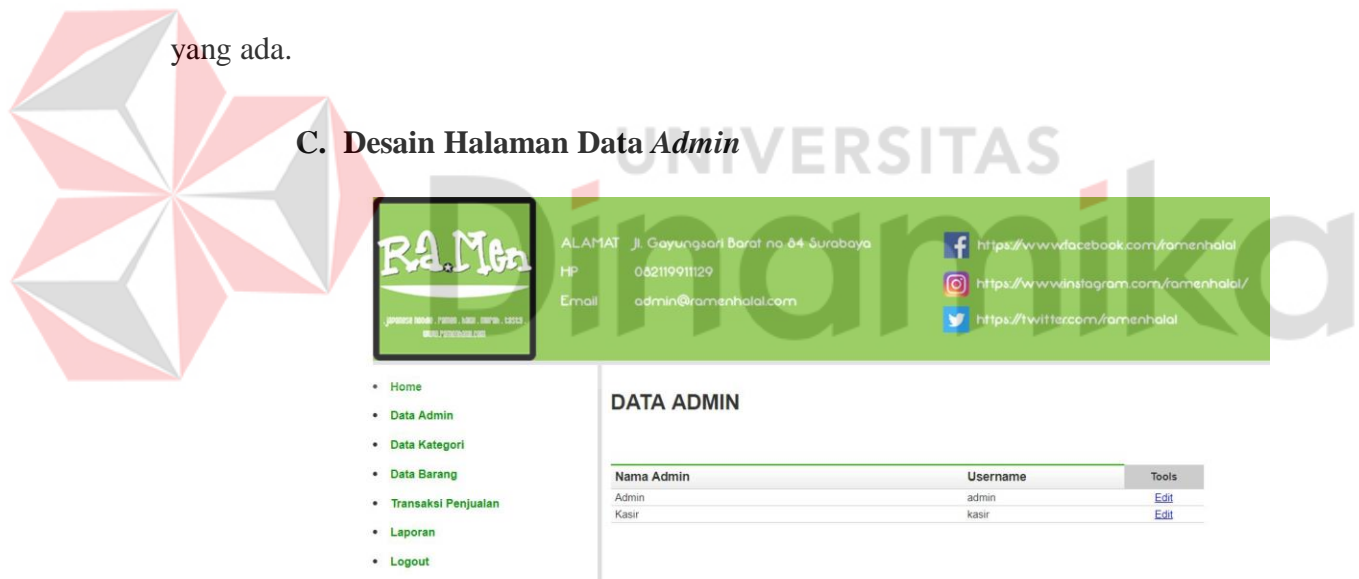 yang ada.
UNIVERSITAS
Dinamika
C. Desain Halaman Data Admin
Ra.Men
www.ramenhalal.com
ALAMAT Jl. Gayungsari Barat no 84 Surabaya
HP 082119911129
Email admin@ramenhalal.com
https://www.facebook.com/ramenhalal
https://www.instagram.com/ramenhalal/
https://twitter.com/ramenhalal
Home
Data Admin
Data Kategori
Data Barang
Transaksi Penjualan
Laporan
Logout
DATA ADMIN
Nama Admin Username Tools
Admin admin Edit
Kasir kasir Edit